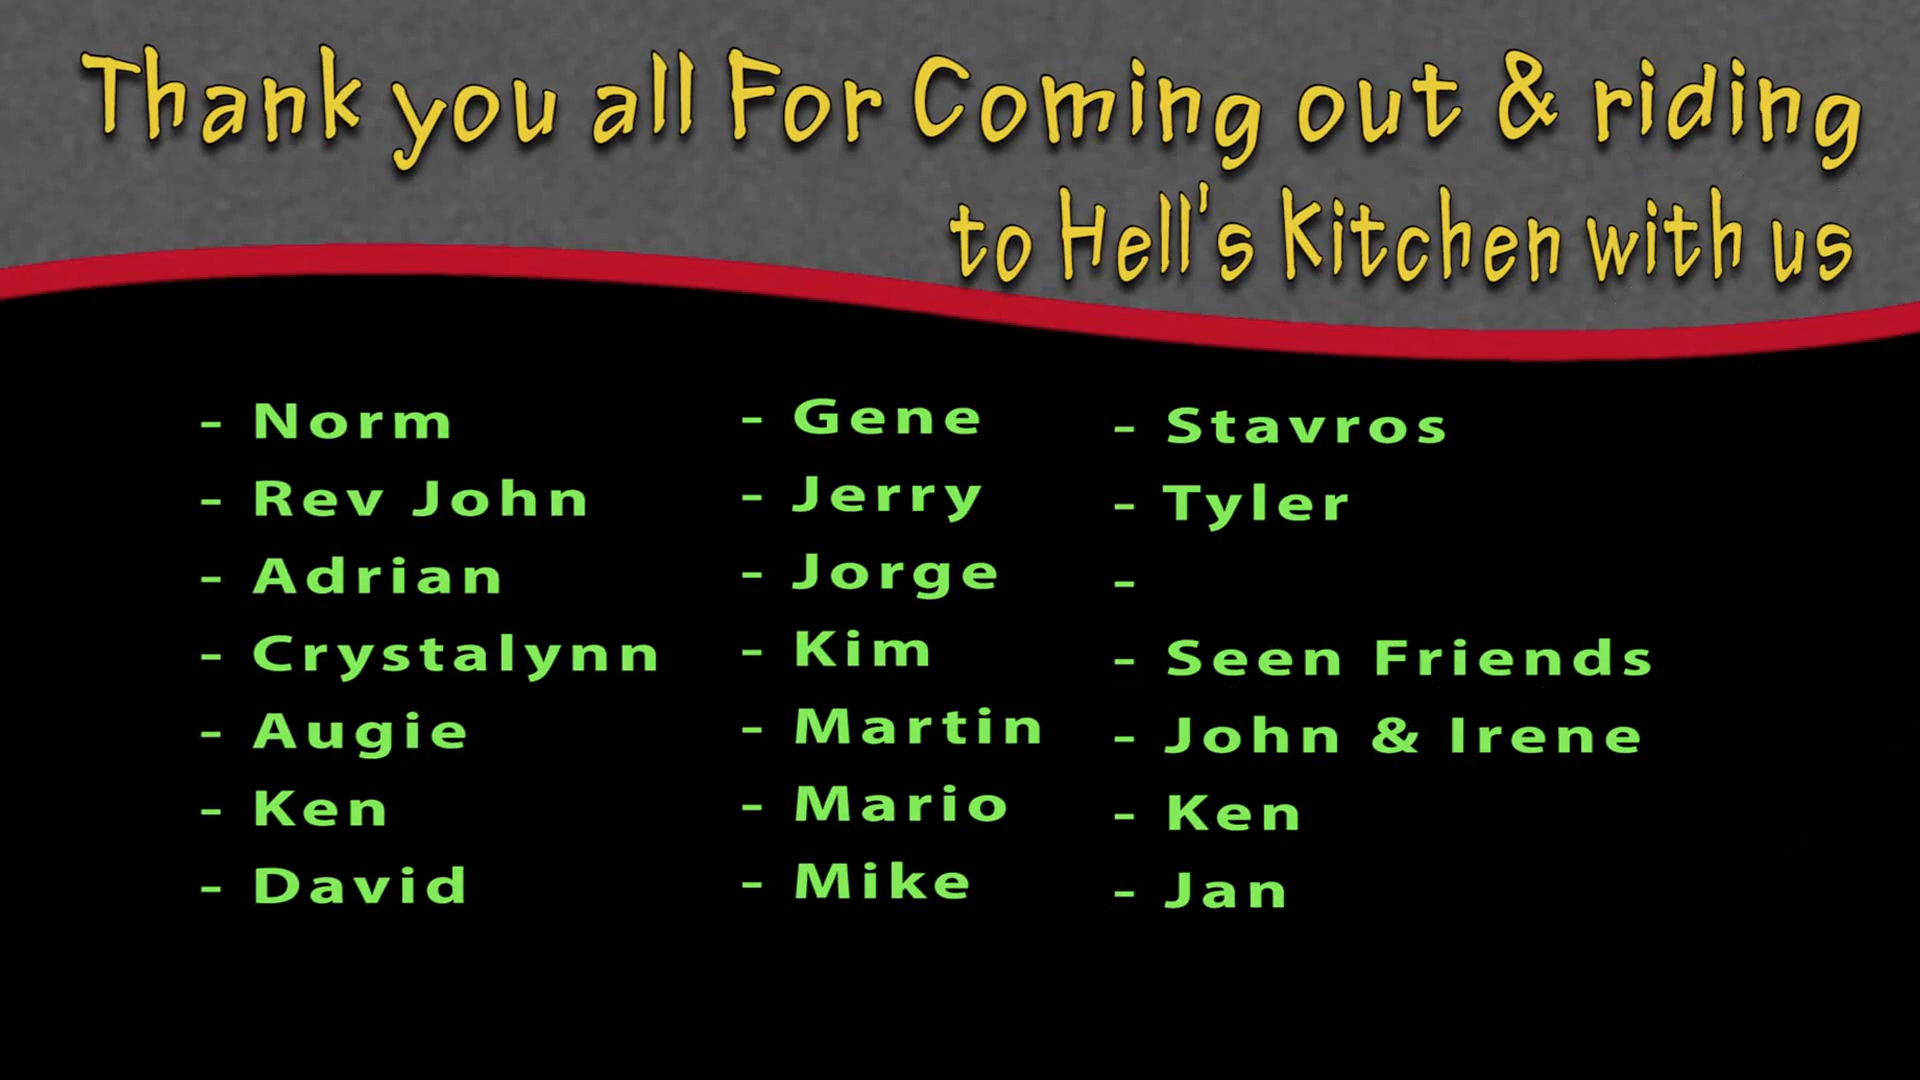 Thank you all For Coming out & riding
to Hell's Kitchen with us
- Norm
- Rev John
- Adrian
- Crystalynn
- Augie
- Ken
- David
- Gene
- Jerry
- Jorge
- Kim
- Martin
- Mario
- Mike
- Stavros
- Tyler
-
- Seen Friends
- John & Irene
- Ken
- Jan